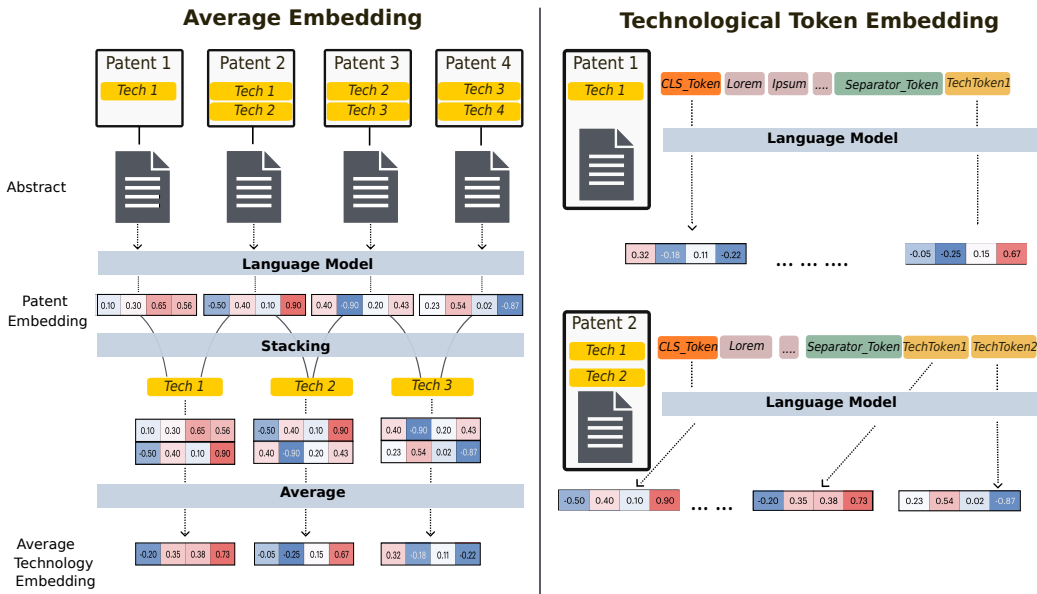 Average Embedding
Patent 1
Patent 2
Patent 3
Patent 4
Tech 1
Tech 1
Tech 2
Tech 2
Tech 3
Tech 3
Tech 4
Abstract
Language Model
Patent
Embedding
0.10 0.30 0.65 0.56
-0.50 0.40 0.10 0.90
0.40 -0.90 0.20 0.43
0.23 0.54 0.02 -0.87
Stacking
Tech 1
Tech 2
Tech 3
0.10 0.30 0.65 0.56
-0.50 0.40 0.10 0.90
-0.50 0.40 0.10 0.90
0.40 -0.90 0.20 0.43
0.40 -0.90 0.20 0.43
0.23 0.54 0.02 -0.87
Average
Average
Technology
Embedding
-0.20 0.35 0.38 0.73
-0.05 -0.25 0.15 0.67
0.32 -0.18 0.11 -0.22
Technological Token Embedding
Patent 1
Tech 1
CLS_Token Lorem Ipsum .... Separator_Token TechToken1
Language Model
0.32 -0.18 0.11 -0.22
... ... ....
-0.05 -0.25 0.15 0.67
Patent 2
Tech 1
Tech 2
CLS_Token Lorem .... Separator_Token TechToken1 TechToken2
Language Model
-0.50 0.40 0.10 0.90
... ...
-0.20 0.35 0.38 0.73
0.23 0.54 0.02 -0.87